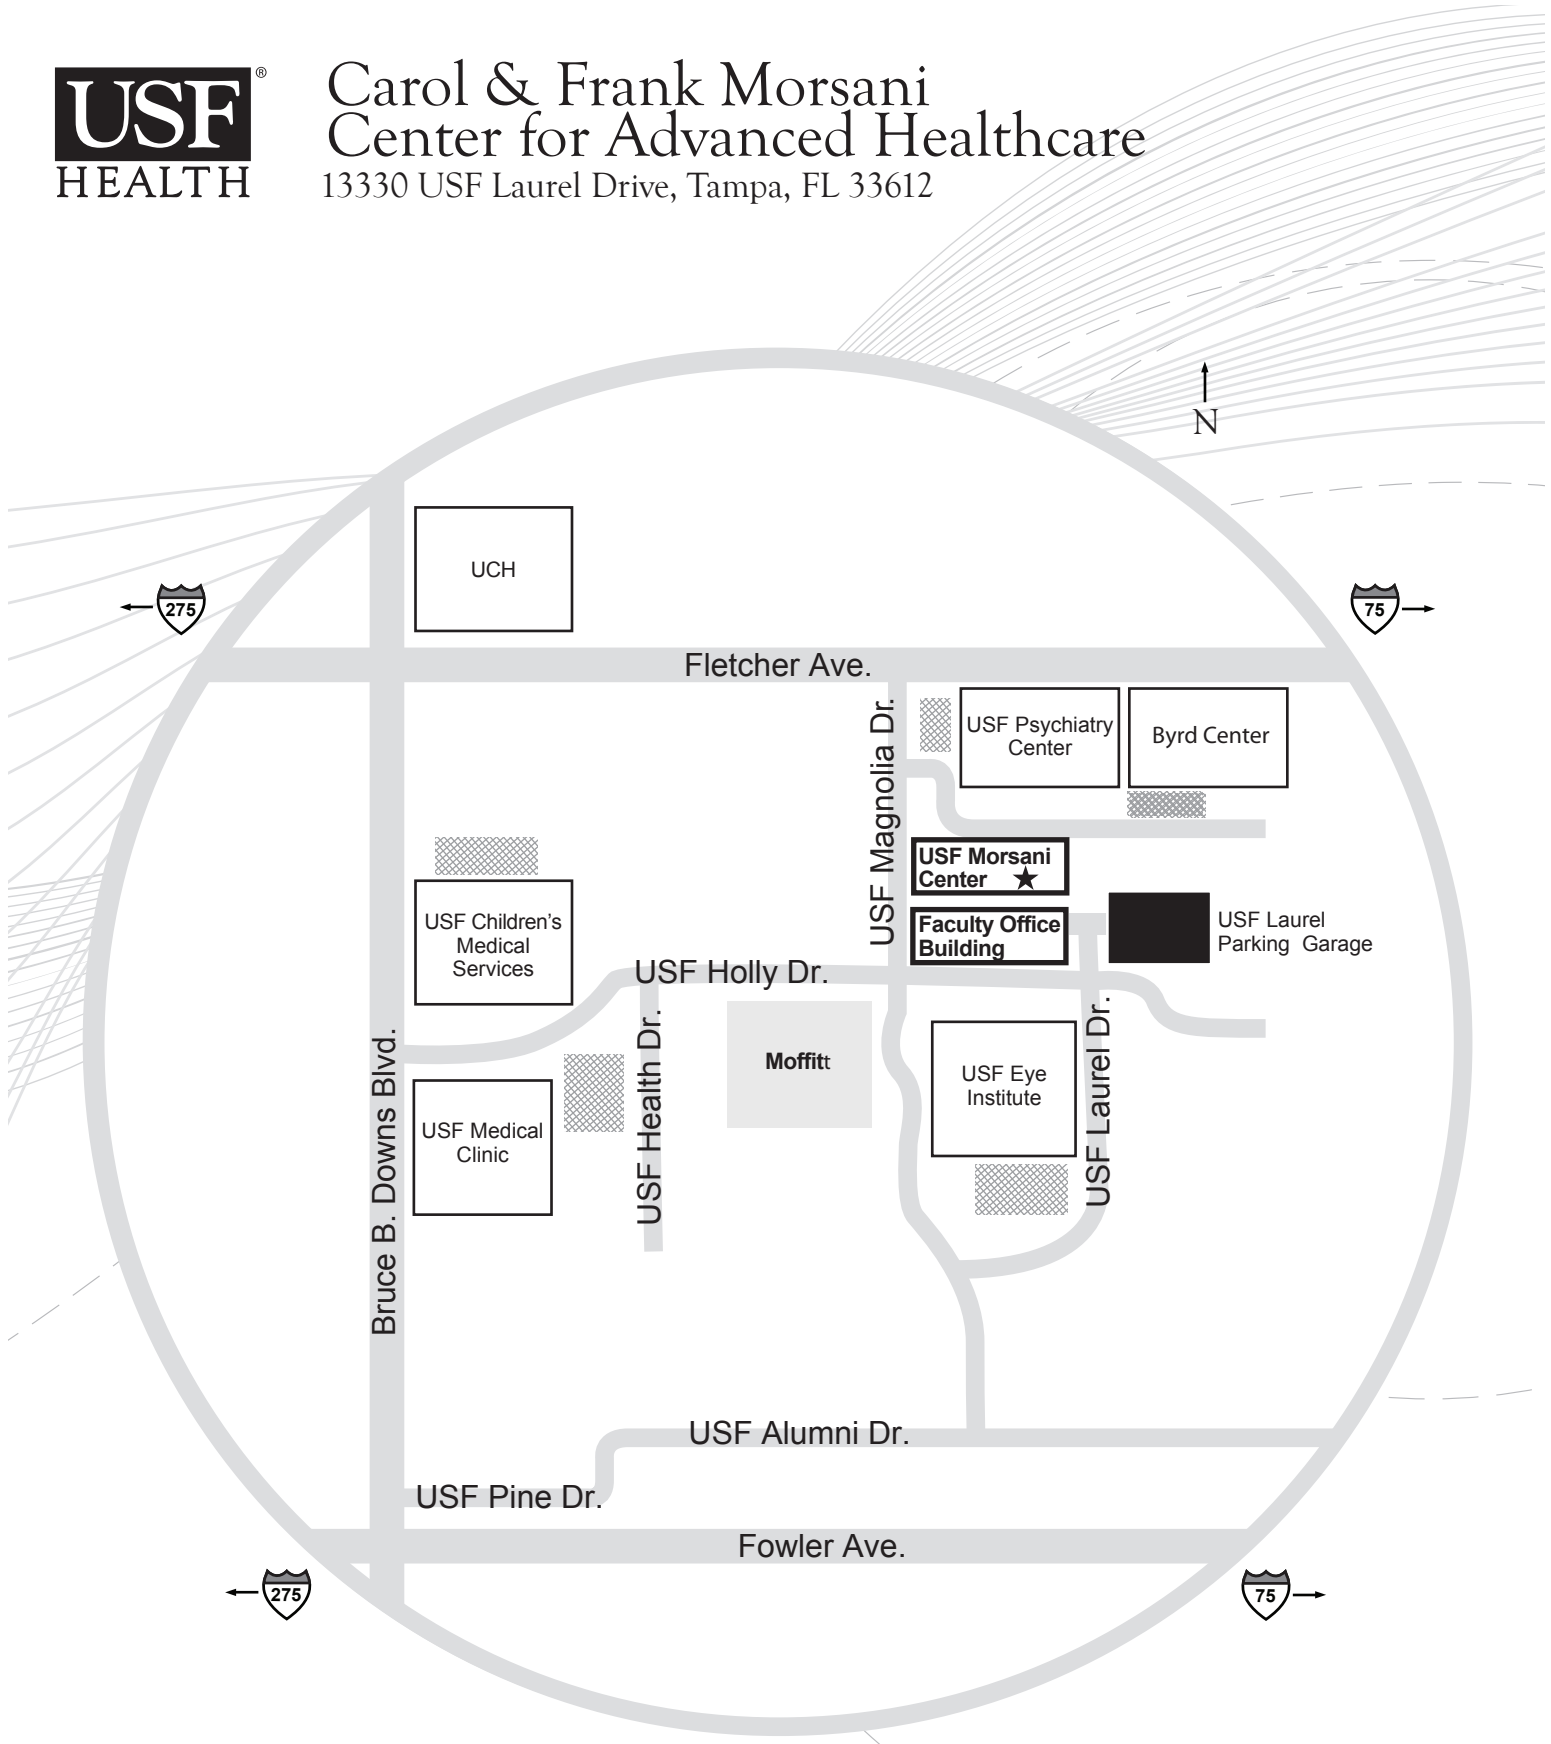 USF
®
HEALTH
Carol & Frank Morsani
Center for Advanced Healthcare
13330 USF Laurel Drive, Tampa, FL 33612
N
UCH
275
75
Fletcher Ave.
USF Magnolia Dr.
USF Psychiatry
Center
Byrd Center
USF Morsani
Center
USF Children's
Medical
Services
Faculty Office
Building
USF Laurel
Parking Garage
USF Holly Dr.
Bruce B. Downs Blvd.
USF Health Dr.
Moffitt
USF Eye
Institute
USF Laurel Dr.
USF Medical
Clinic
USF Alumni Dr.
USF Pine Dr.
Fowler Ave.
275
75